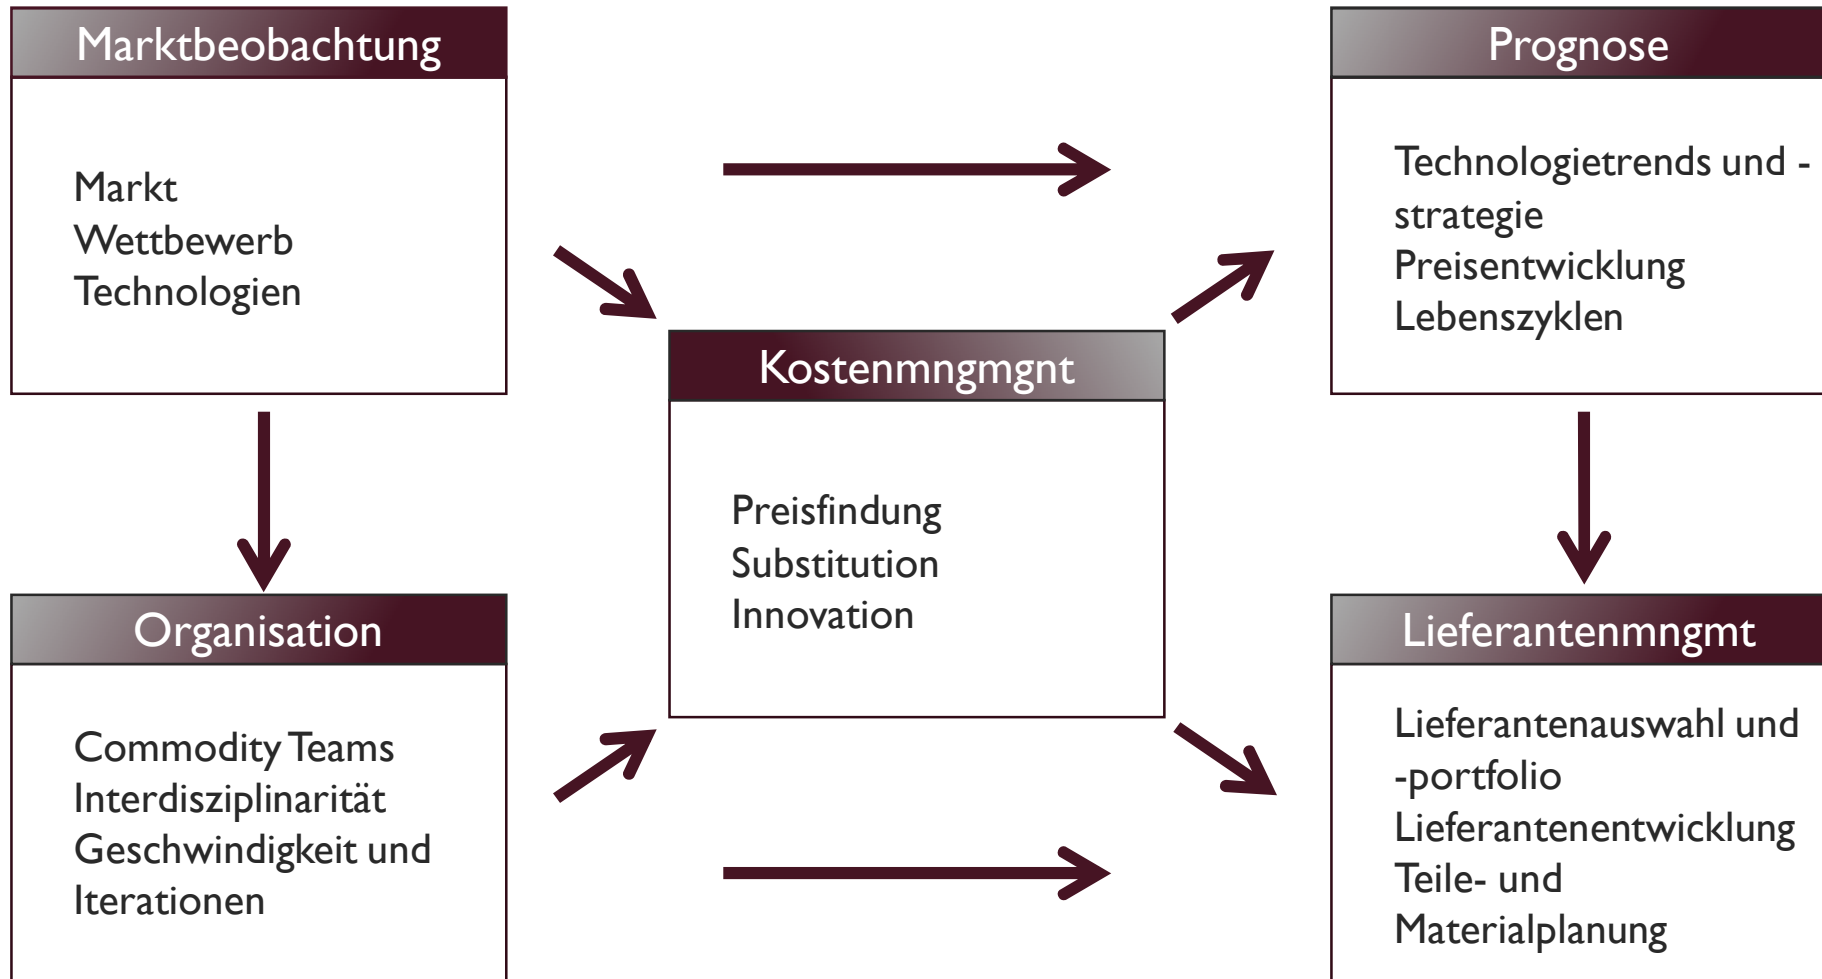 Marktbeobachtung
Markt
Wettbewerb
Technologien
Prognose
Technologietrends und -
strategie
Preisentwicklung
Lebenszyklen
Kostenmngmgnt
Preisfindung
Substitution
Innovation
Organisation
Commodity Teams
Interdisziplinarität
Geschwindigkeit und
Iterationen
Lieferantenmngmt
Lieferantenauswahl und
-portfolio
Lieferantenentwicklung
Teile- und
Materialplanung